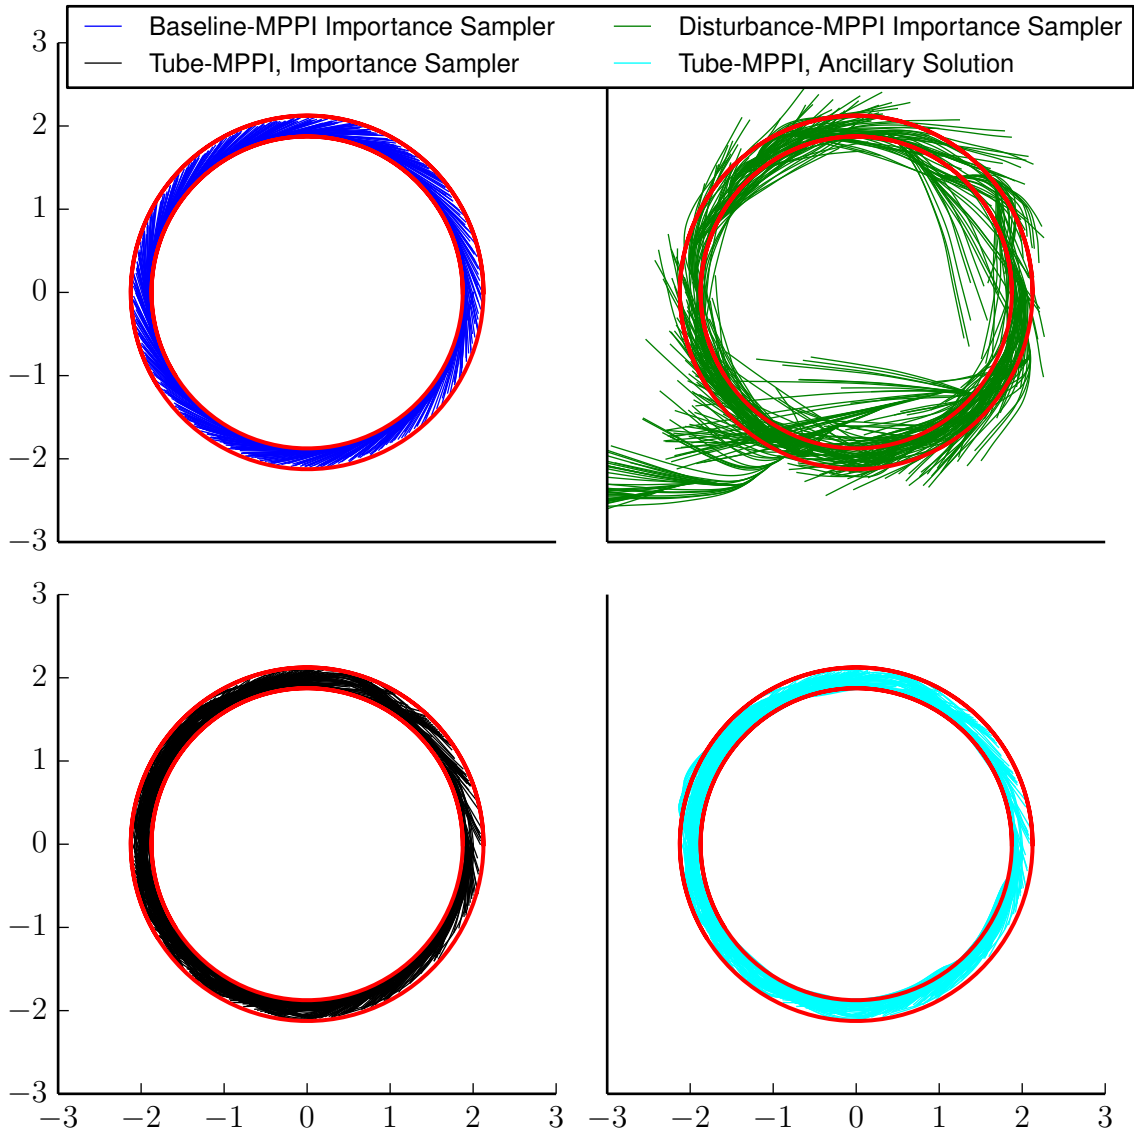 Baseline-MPPI Importance Sampler
Disturbance-MPPI Importance Sampler
Tube-MPPI, Importance Sampler
Tube-MPPI, Ancillary Solution
3
2
1
0
−1
−2
−3
3
2
1
0
−1
−2
−3
−3 −2 −1 0 1 2 3
−3 −2 −1 0 1 2 3